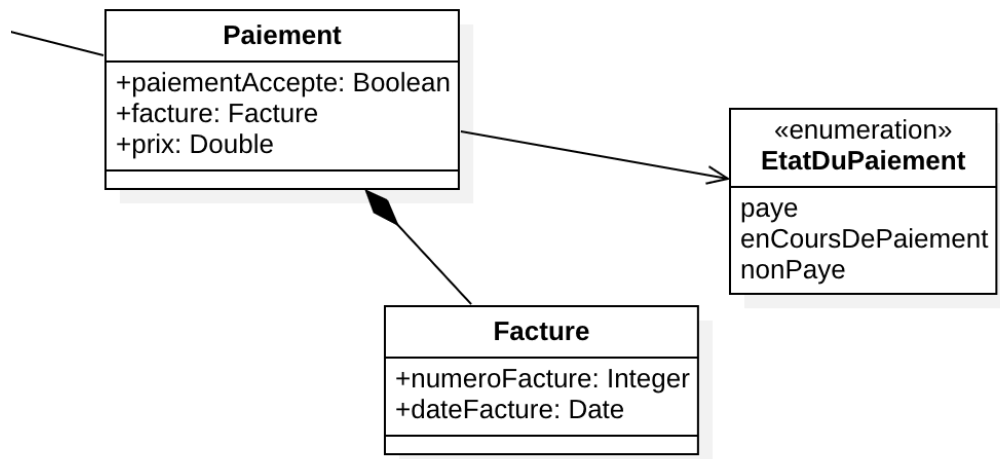 Paiement
+paiementAccepte: Boolean
+facture: Facture
+prix: Double
«enumeration»
EtatDuPaiement
paye
enCoursDePaiement
nonPaye
Facture
+numeroFacture: Integer
+dateFacture: Date